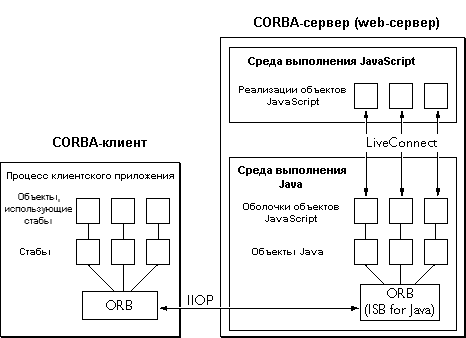 CORBA-сервер (web-сервер)
Среда выполнения JavaScript
Реализации объектов
JavaScript
LiveConnect
CORBA-клиент
Процесс клиентского приложения
Объекты,
использующие
стабы
Стабы
ORB
IIOP
Среда выполнения
Java
Оболочки объектов
JavaScript
Объекты Java
ORB
(ISB for Java)